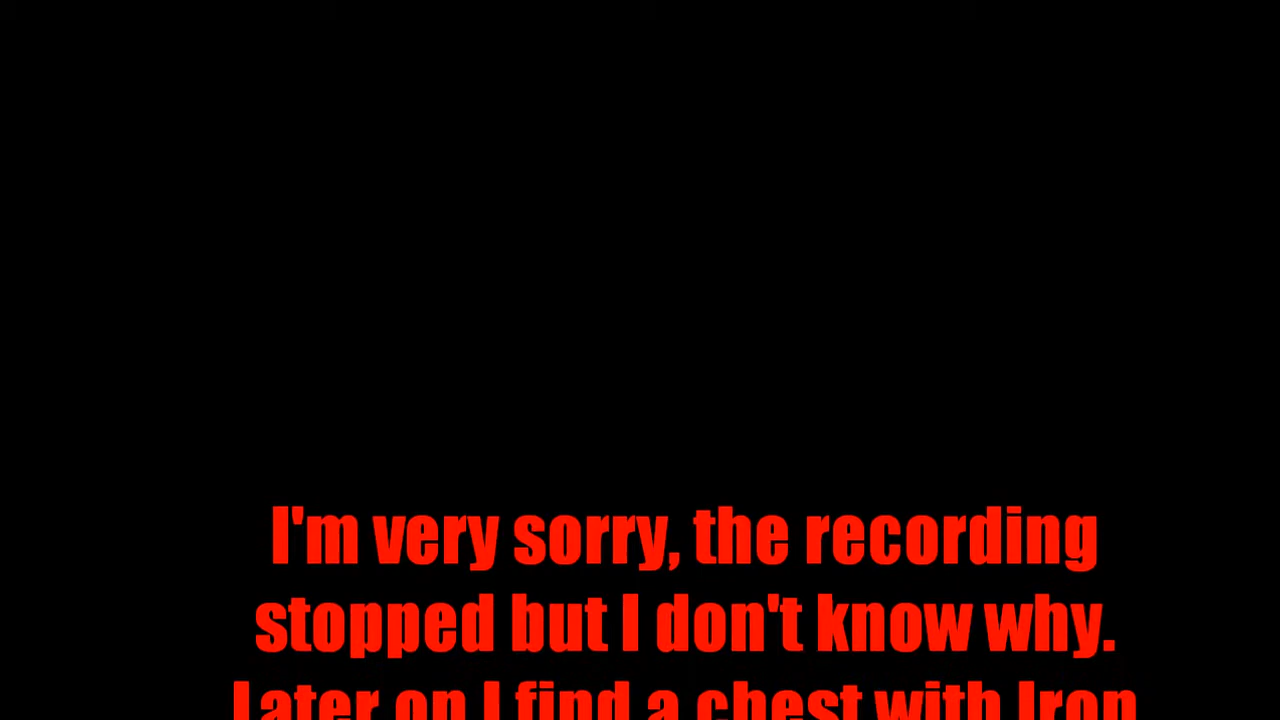 I'm very sorry, the recording
stopped but I don't know why.
Later on I find a chest with Iron